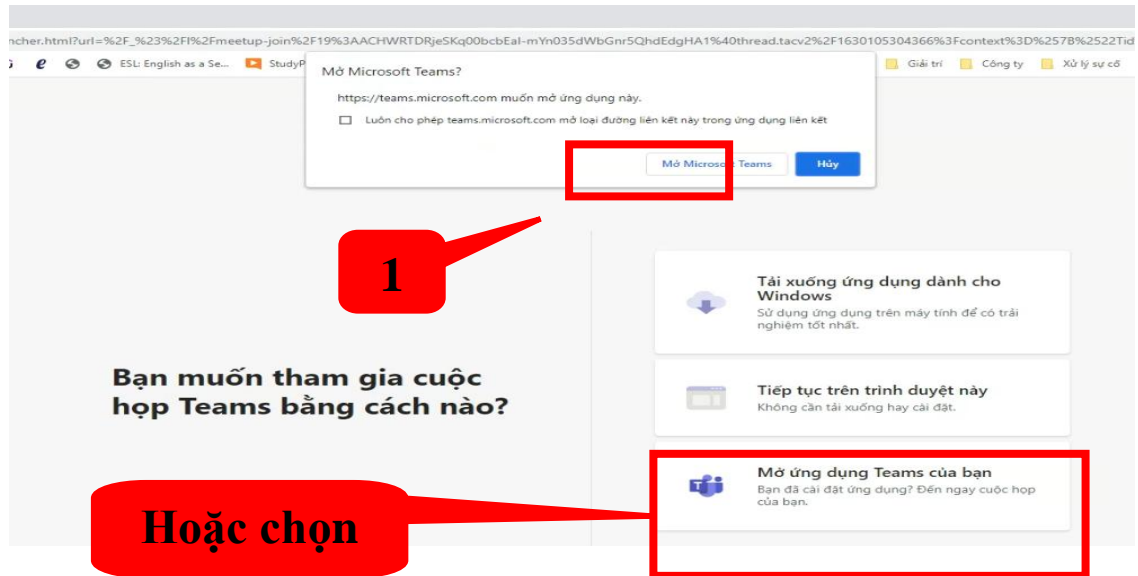 ncher.html?url=%2F_%23%2Fl%2Fmeetup-join%2F19%3AACHWRTDRjeSKq00bcbEal-mYn035dWbGnr5QhdEdgHA1%40thread.tacv2%2F1630105304366%3Fcontext%3D%257B%2522Tid
ESL: English as a Se... StudyP Giải trí Công ty Xử lý sự cố
Mở Microsoft Teams?
https://teams.microsoft.com muốn mở ứng dụng này.
Luôn cho phép teams.microsoft.com mở loại đường liên kết này trong ứng dụng liên kết
Mở Microsoft Teams Hủy
1
Tải xuống ứng dụng dành cho
Windows
Sử dụng ứng dụng trên máy tính để có trải
nghiệm tốt nhất.
Bạn muốn tham gia cuộc
họp Teams bằng cách nào?
Tiếp tục trên trình duyệt này
Không cần tải xuống hay cài đặt.
Mở ứng dụng Teams của bạn
Bạn đã cài đặt ứng dụng? Đến ngay cuộc họp
của bạn.
Hoặc chọn